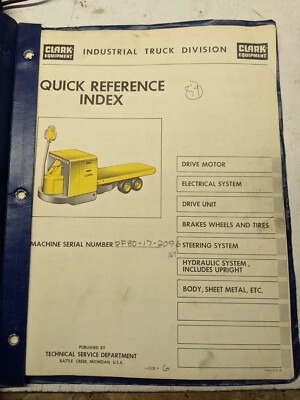 CLARK EQUIPMENT
INDUSTRIAL TRUCK DIVISION
CLARK EQUIPMENT
QUICK REFERENCE
INDEX
89
DRIVE MOTOR
ELECTRICAL SYSTEM
DRIVE UNIT
BRAKES WHEELS AND TIRES
MACHINE SERIAL NUMBER
STEERING SYSTEM
HYDRAULIC SYSTEM,
INCLUDES UPRIGHT
BODY, SHEET METAL, ETC.
PUBLISHED BY
TECHNICAL SERVICE DEPARTMENT
BATTLE CREEK, MICHIGAN, U.S.A.